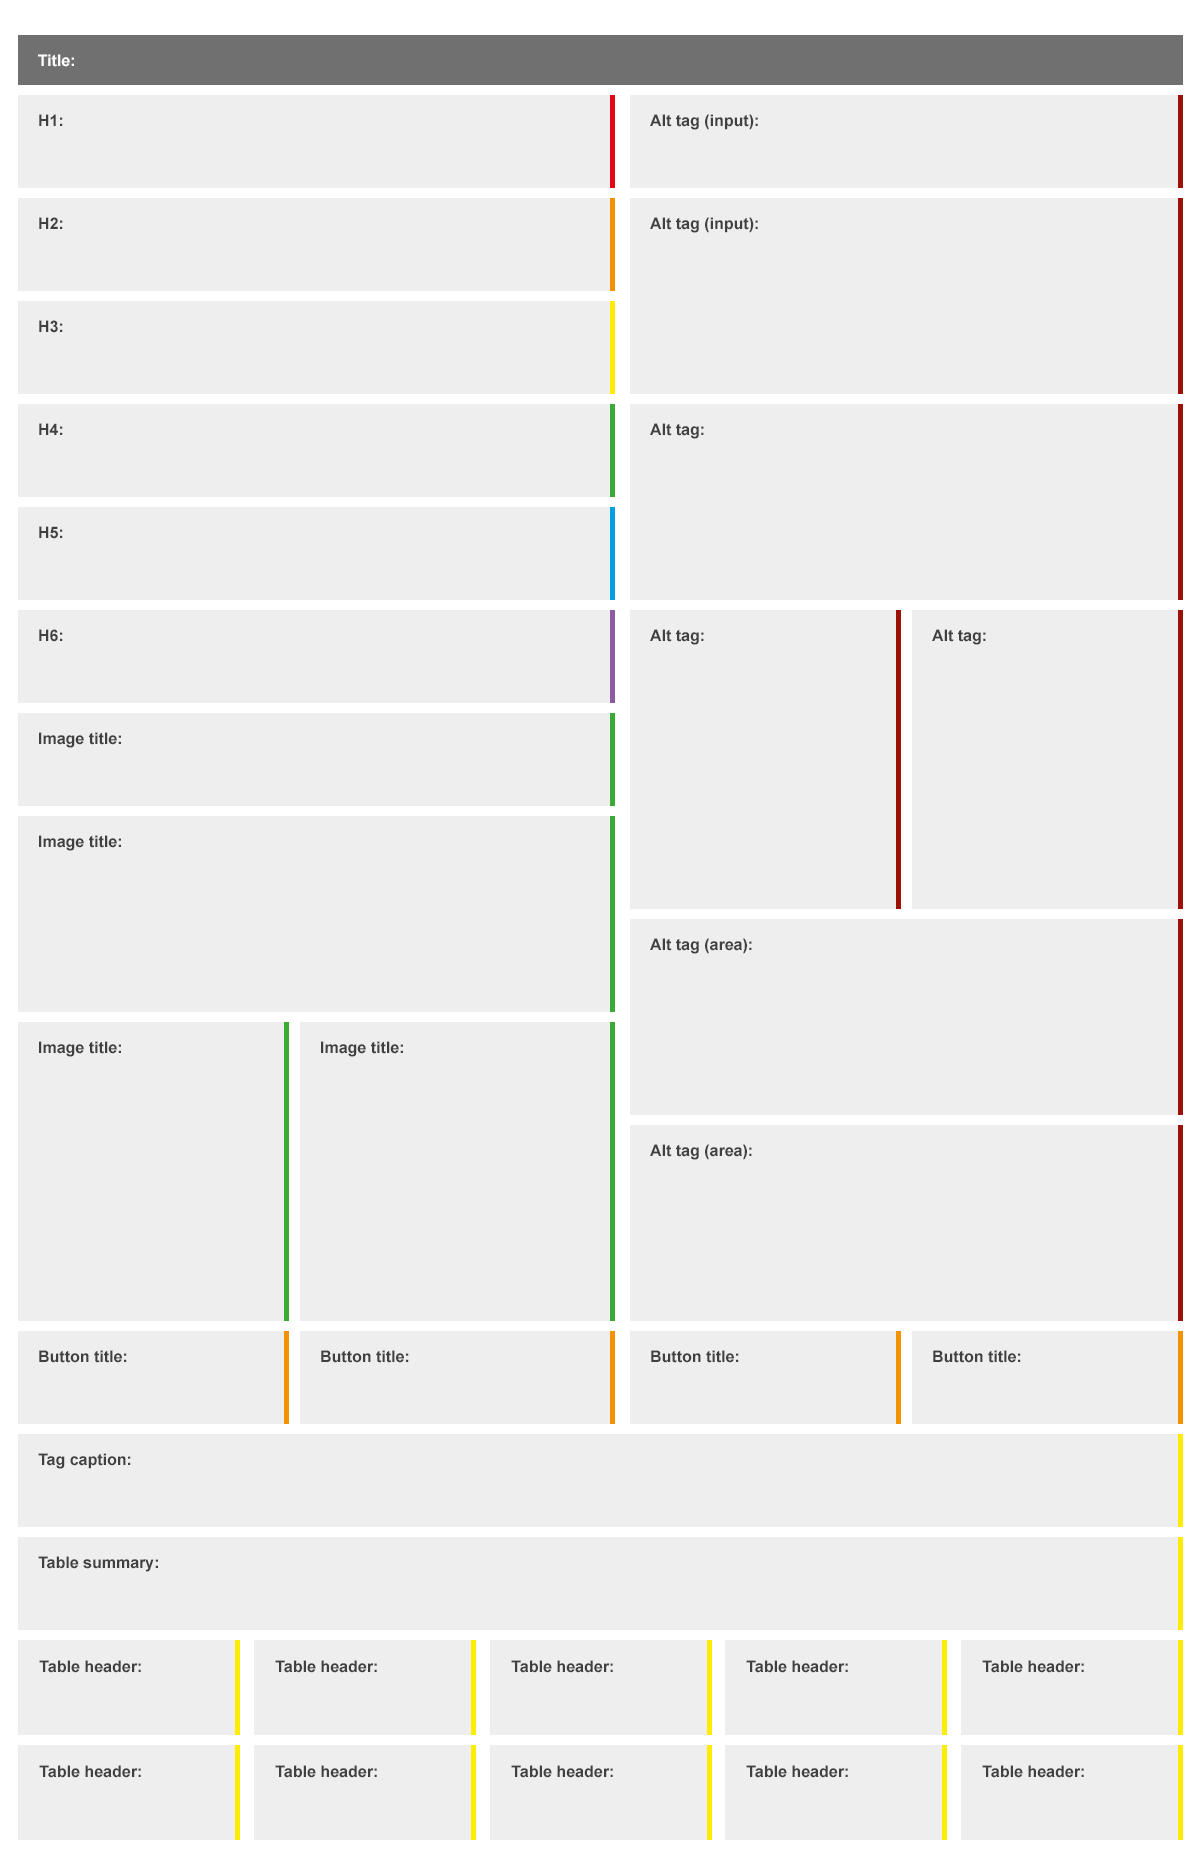 Title:
H1:
Alt tag (input):
H2:
Alt tag (input):
H3:
H4:
Alt tag:
H5:
H6:
Alt tag:
Alt tag:
Image title:
Image title:
Alt tag (area):
Image title:
Image title:
Alt tag (area):
Button title:
Button title:
Button title:
Button title:
Tag caption:
Table summary:
Table header:
Table header:
Table header:
Table header:
Table header:
Table header:
Table header:
Table header:
Table header:
Table header: